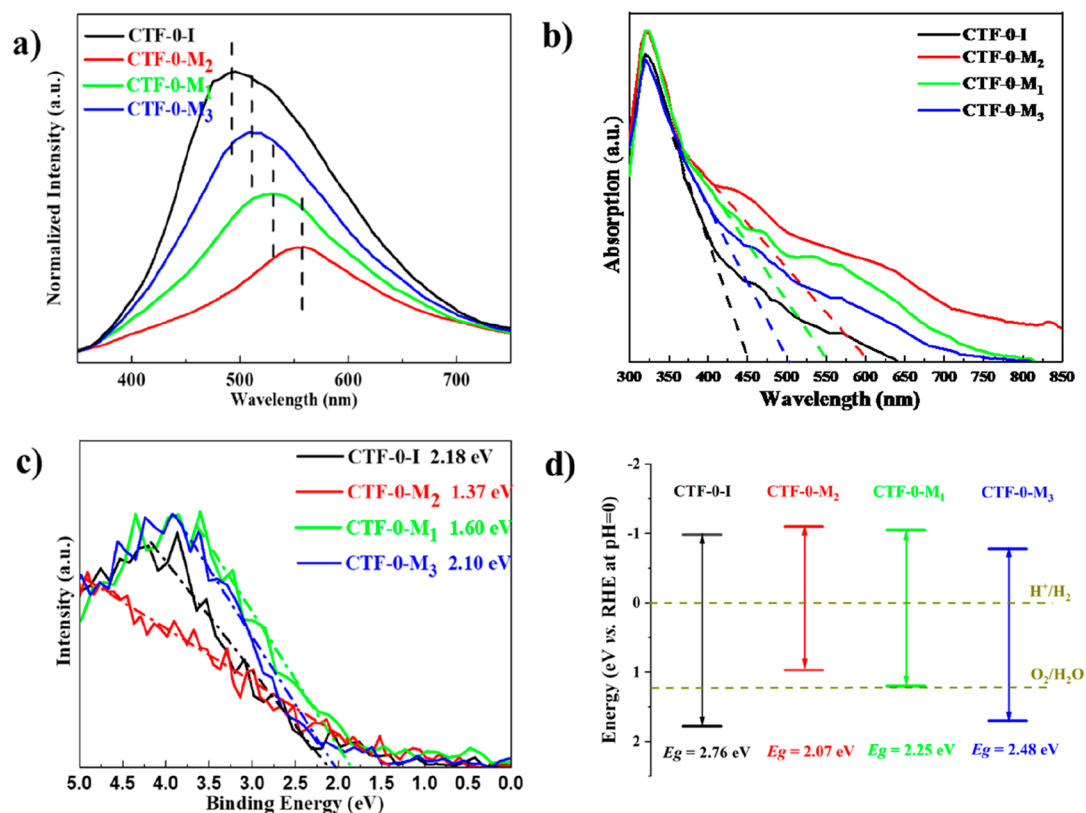 a)
CTF-0-I
CTF-0-M₂
CTF-0-M₁
CTF-0-M₃
Normalized Intensity (a.u.)
400 500 600 700
Wavelength (nm)
b)
CTF-0-I
CTF-0-M₂
CTF-0-M₁
CTF-0-M₃
Absorption (a.u.)
300 350 400 450 500 550 600 650 700 750 800 850
Wavelength (nm)
c)
CTF-0-I 2.18 eV
CTF-0-M₂ 1.37 eV
CTF-0-M₁ 1.60 eV
CTF-0-M₃ 2.10 eV
Intensity (a.u.)
5.0 4.5 4.0 3.5 3.0 2.5 2.0 1.5 1.0 0.5 0.0
Binding Energy (eV)
d)
Energy (eV vs. RHE at pH=0)
-2
-1
0
1
2
CTF-0-I CTF-0-M₂ CTF-0-M₁ CTF-0-M₃
H⁺/H₂
O₂/H₂O
Eg = 2.76 eV Eg = 2.07 eV Eg = 2.25 eV Eg = 2.48 eV